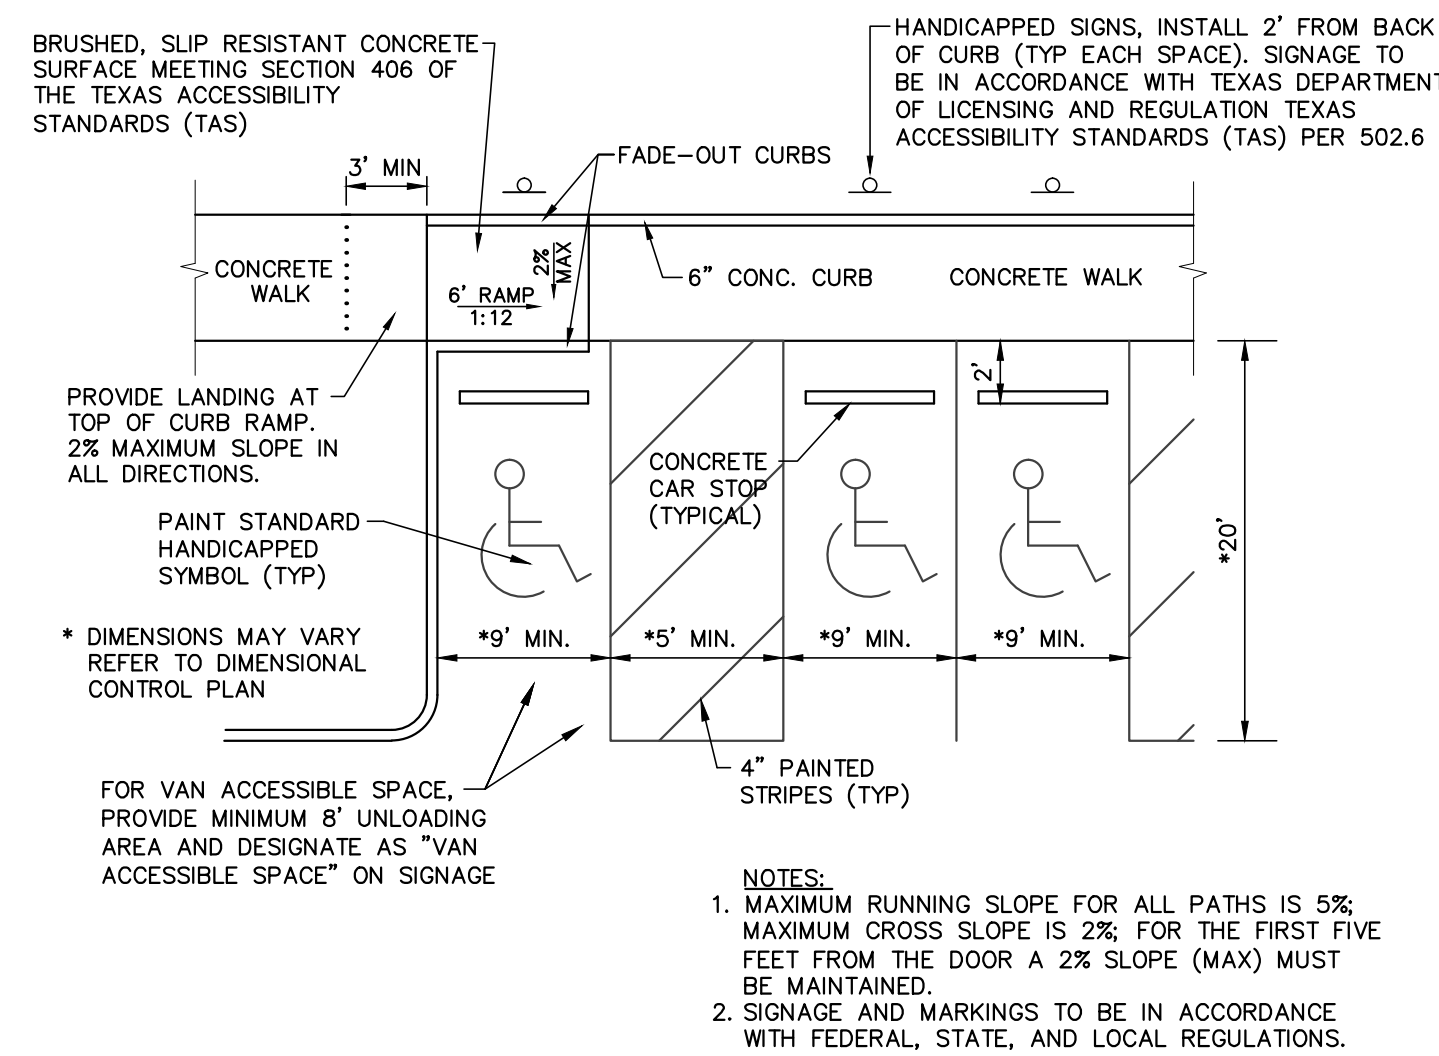 BRUSHED, SLIP RESISTANT CONCRETE
SURFACE MEETING SECTION 406 OF
THE TEXAS ACCESSIBILITY
STANDARDS (TAS)
HANDICAPPED SIGNS, INSTALL 2' FROM BACK
OF CURB (TYP EACH SPACE). SIGNAGE TO
BE IN ACCORDANCE WITH TEXAS DEPARTMENT
OF LICENSING AND REGULATION TEXAS
ACCESSIBILITY STANDARDS (TAS) PER 502.6
FADE-OUT CURBS
3' MIN
CONCRETE
WALK
2%
MAX
6' RAMP
1:12
6" CONC. CURB
CONCRETE WALK
PROVIDE LANDING AT
TOP OF CURB RAMP.
2% MAXIMUM SLOPE IN
ALL DIRECTIONS.
2'
CONCRETE
CAR STOP
(TYPICAL)
PAINT STANDARD
HANDICAPPED
SYMBOL (TYP)
*20'
* DIMENSIONS MAY VARY
REFER TO DIMENSIONAL
CONTROL PLAN
*9' MIN.
*5' MIN.
*9' MIN.
*9' MIN.
4" PAINTED
STRIPES (TYP)
FOR VAN ACCESSIBLE SPACE,
PROVIDE MINIMUM 8' UNLOADING
AREA AND DESIGNATE AS "VAN
ACCESSIBLE SPACE" ON SIGNAGE
NOTES:
1. MAXIMUM RUNNING SLOPE FOR ALL PATHS IS 5%;
MAXIMUM CROSS SLOPE IS 2%; FOR THE FIRST FIVE
FEET FROM THE DOOR A 2% SLOPE (MAX) MUST
BE MAINTAINED.
2. SIGNAGE AND MARKINGS TO BE IN ACCORDANCE
WITH FEDERAL, STATE, AND LOCAL REGULATIONS.